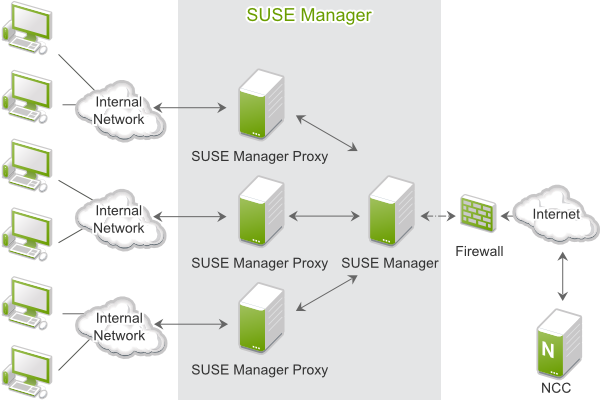 SUSE Manager
Internal
Network
SUSE Manager Proxy
Internal
Network
Internet
Firewall
SUSE Manager Proxy
SUSE Manager
Internal
Network
N
SUSE Manager Proxy
NCC